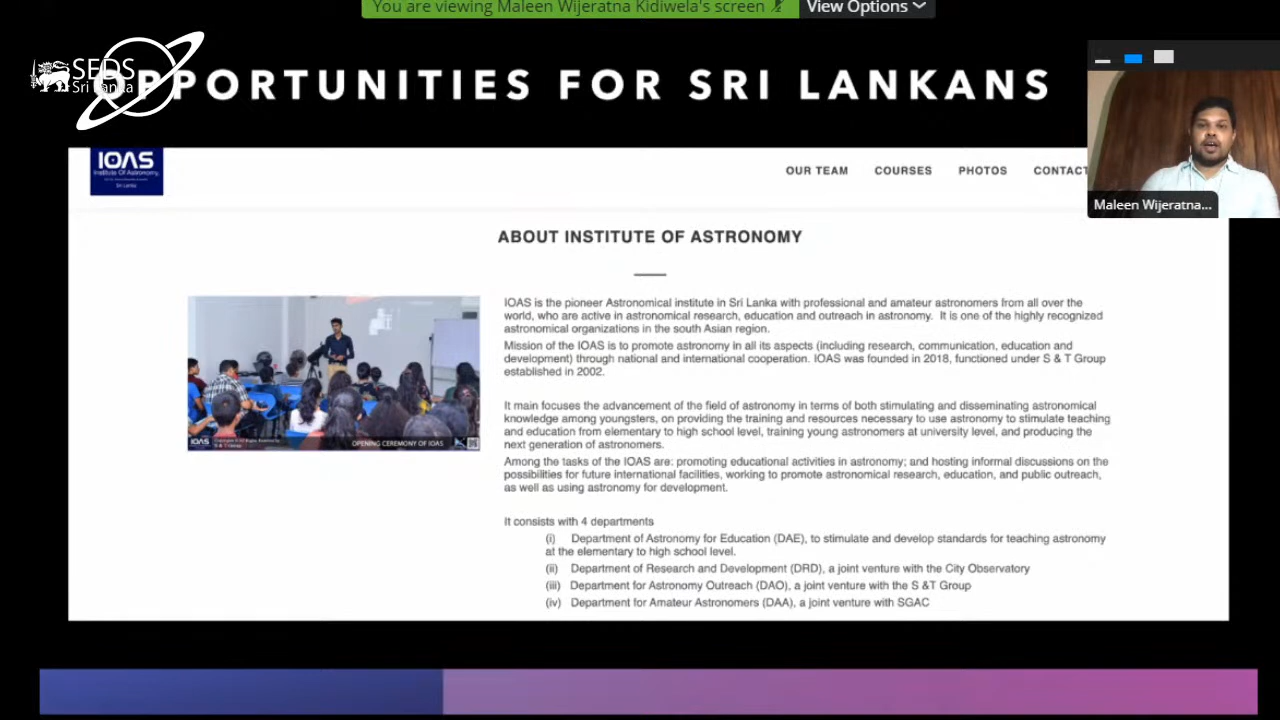 You are viewing Maleen Wijeratna Kidiwela's screen
View Options
SEDS
Sri Lanka
PORTUNITIES FOR SRI LANKANS
Maleen Wijeratna...
IOAS
Institute Of Astronomy,
Sri Lanka
OUR TEAM COURSES PHOTOS CONTACT
ABOUT INSTITUTE OF ASTRONOMY
IOAS is the pioneer Astronomical institute in Sri Lanka with professional and amateur astronomers from all over the
world, who are active in astronomical research, education and outreach in astronomy. It is one of the highly recognized
astronomical organizations in the south Asian region.
Mission of the IOAS is to promote astronomy in all its aspects (including research, communication, education and
development) through national and international cooperation. IOAS was founded in 2018, functioned under S & T Group
established in 2002.
It main focuses the advancement of the field of astronomy in terms of both stimulating and disseminating astronomical
knowledge among youngsters, on providing the training and resources necessary to use astronomy to stimulate teaching
and education from elementary to high school level, training young astronomers at university level, and producing the
next generation of astronomers.
Among the tasks of the IOAS are: promoting educational activities in astronomy; and hosting informal discussions on the
possibilities for future international facilities, working to promote astronomical research, education, and public outreach,
as well as using astronomy for development.
It consists with 4 departments
(i) Department of Astronomy for Education (DAE), to stimulate and develop standards for teaching astronomy
at the elementary to high school level.
(ii) Department of Research and Development (DRD), a joint venture with the City Observatory
(iii) Department for Astronomy Outreach (DAO), a joint venture with the S &T Group
(iv) Department for Amateur Astronomers (DAA), a joint venture with SGAC
IOAS
OPENING CEREMONY OF IOAS